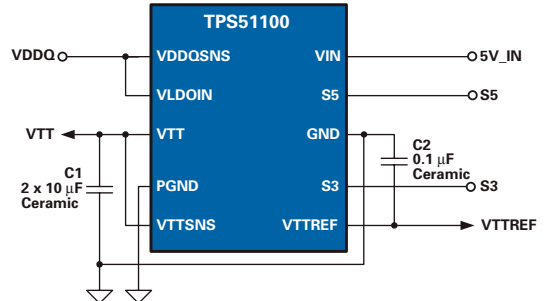 TPS51100
VDDQ
VDDQSNS
VIN
5V_IN
VLDOIN
S5
S5
VTT
VTT
GND
C1
2 x 10 µF
Ceramic
C2
0.1 µF
Ceramic
PGND
S3
S3
VTTSNS
VTTREF
VTTREF